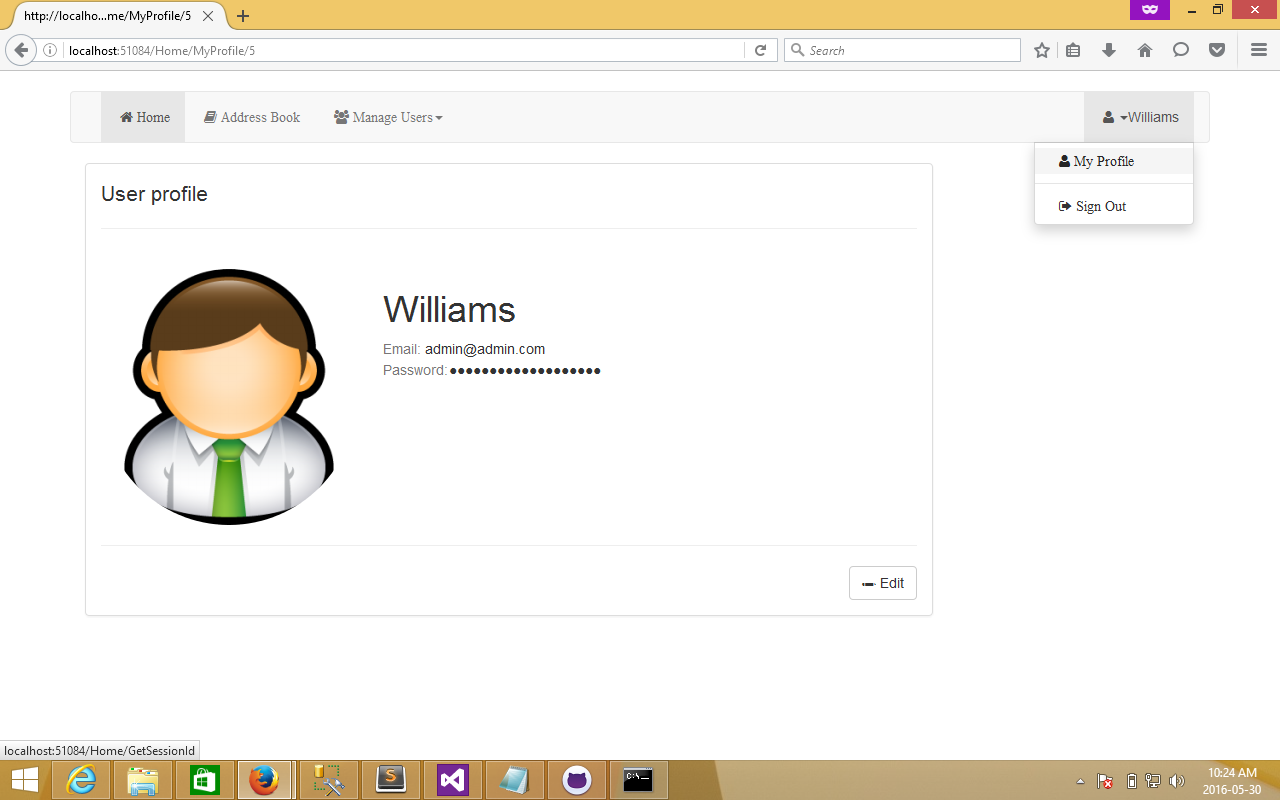 http://localho...me/MyProfile/5
localhost:51084/Home/MyProfile/5
Search
Home
Address Book
Manage Users
Williams
My Profile
Sign Out
User profile
Williams
Email: admin@admin.com
Password: ●●●●●●●●●●●●●●●●●●●
Edit
localhost:51084/Home/GetSessionId
S
C:\_
10:24 AM
2016-05-30